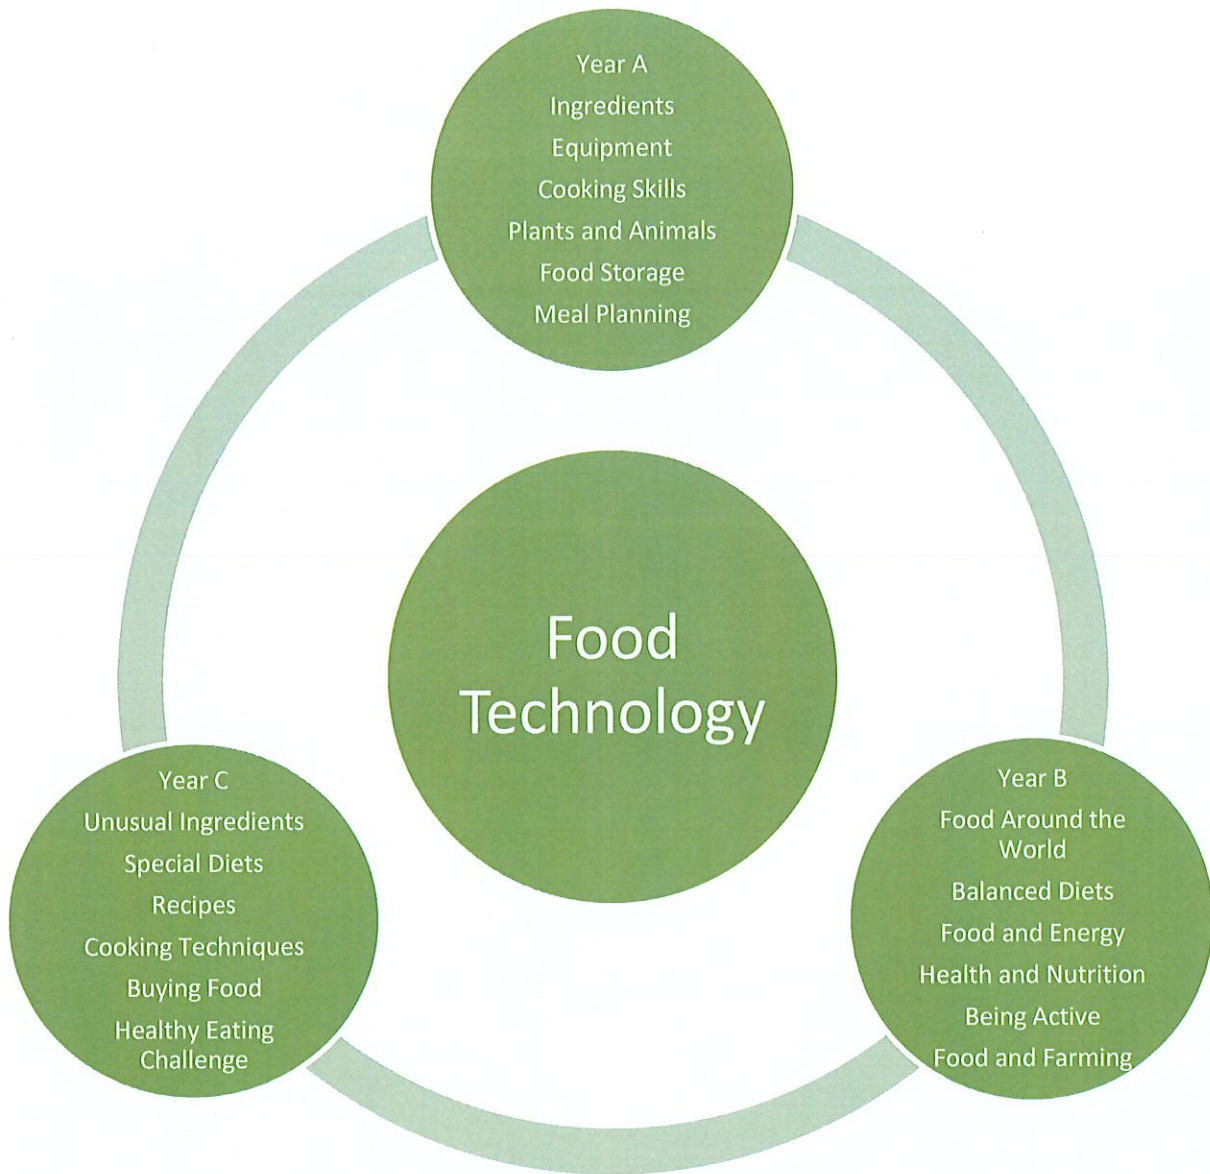 Year A
Ingredients
Equipment
Cooking Skills
Plants and Animals
Food Storage
Meal Planning
Food
Technology
Year C
Unusual Ingredients
Special Diets
Recipes
Cooking Techniques
Buying Food
Healthy Eating
Challenge
Year B
Food Around the
World
Balanced Diets
Food and Energy
Health and Nutrition
Being Active
Food and Farming